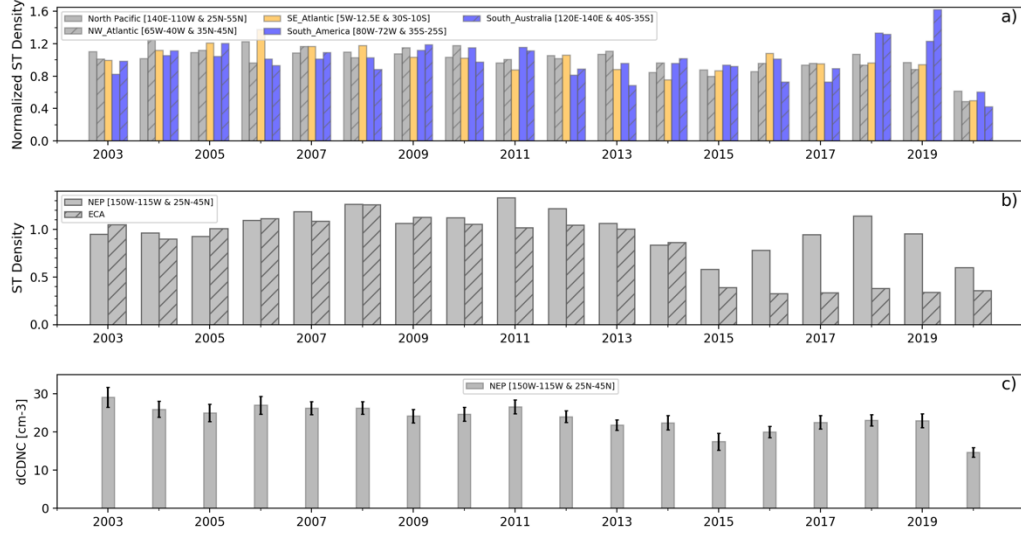 a)
North Pacific [140E-110W & 25N-55N]
NW_Atlantic [65W-40W & 35N-45N]
SE_Atlantic [5W-12.5E & 30S-10S]
South_America [80W-72W & 35S-25S]
South_Australia [120E-140E & 40S-35S]
Normalized ST Density
1.6
1.2
0.8
0.4
0.0
2003 2005 2007 2009 2011 2013 2015 2017 2019
b)
NEP [150W-115W & 25N-45N]
ECA
ST Density
1.0
0.5
0.0
2003 2005 2007 2009 2011 2013 2015 2017 2019
c)
NEP [150W-115W & 25N-45N]
dCDNC [cm-3]
30
20
10
0
2003 2005 2007 2009 2011 2013 2015 2017 2019